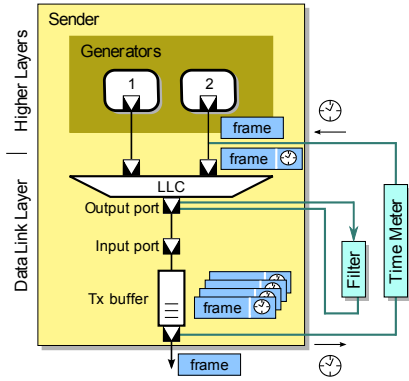 Sender
Generators
1
2
frame
frame
LLC
Output port
Input port
Tx buffer
frame
frame
Higher Layers
Data Link Layer
Filter
Time Meter